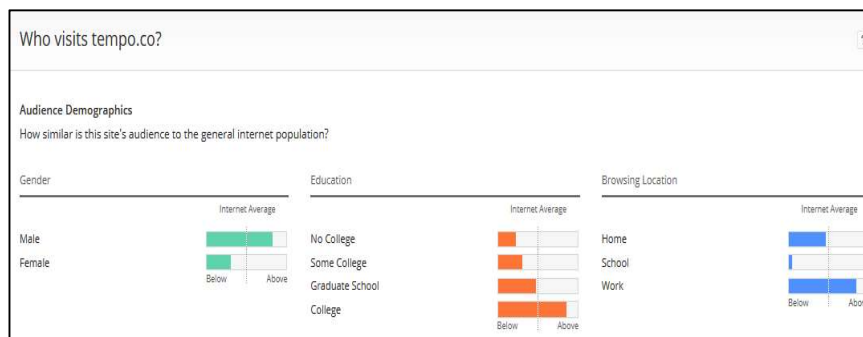 Who visits tempo.co?
Audience Demographics
How similar is this site's audience to the general internet population?
Gender
Internet Average
Male
Female
Below Above
Education
Internet Average
No College
Some College
Graduate School
College
Below Above
Browsing Location
Internet Average
Home
School
Work
Below Abov